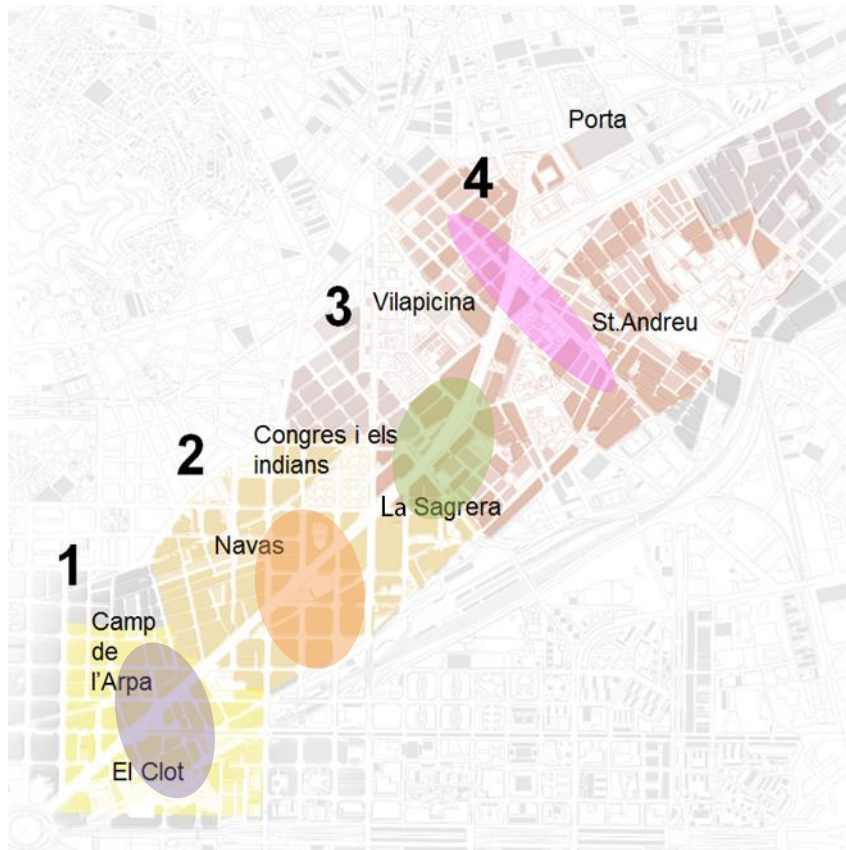 Porta
4
3
Vilapicina
St.Andreu
Congres i els
indians
2
La Sagrera
Navas
1
Camp
de
l'Arpa
El Clot